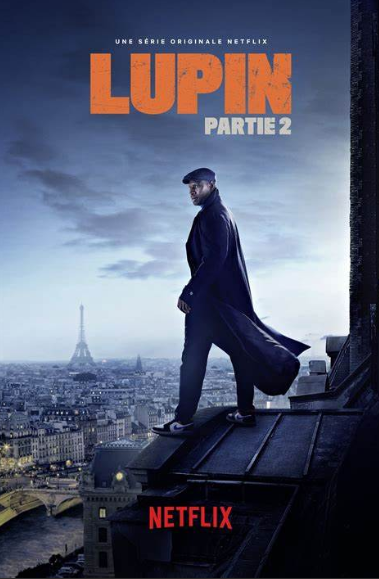 UNE SÉRIE ORIGINALE NETFLIX
LUPIN
PARTIE 2
NETFLIX